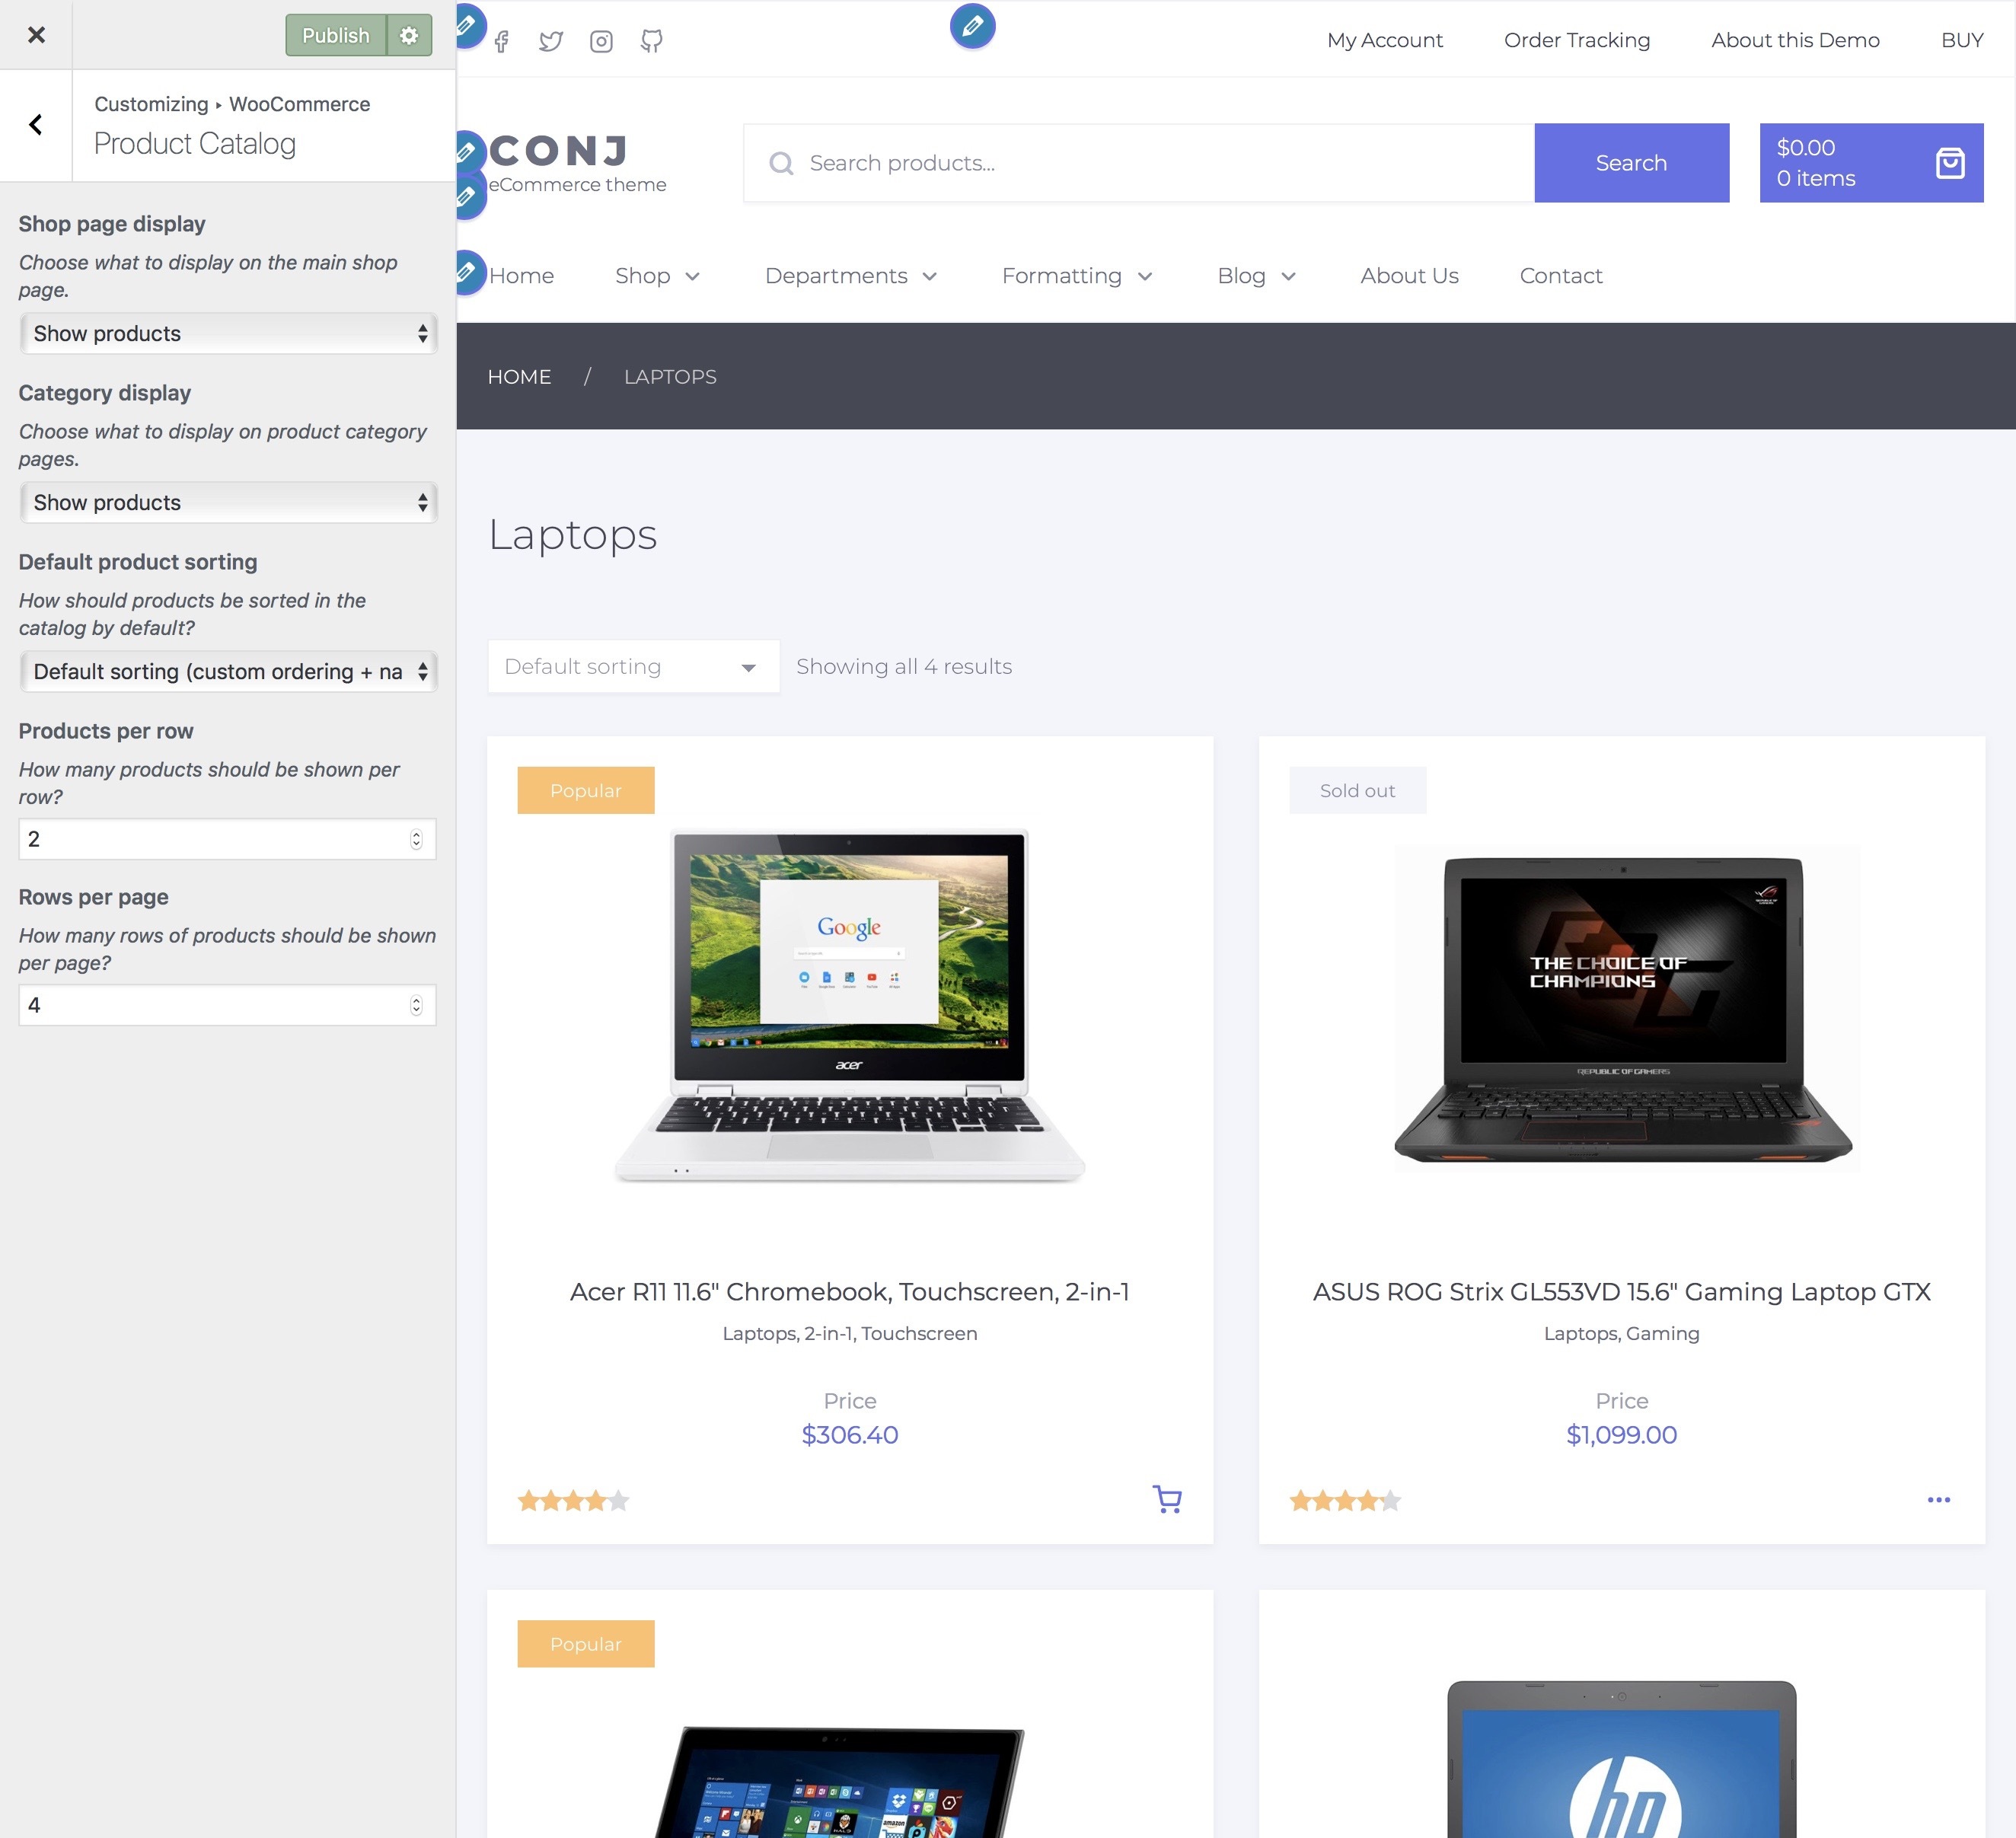 Publish
Customizing ▸ WooCommerce
Product Catalog
Shop page display
Choose what to display on the main shop
page.
Show products
Category display
Choose what to display on product category
pages.
Show products
Default product sorting
How should products be sorted in the
catalog by default?
Default sorting (custom ordering + na
Products per row
How many products should be shown per
row?
2
Rows per page
How many rows of products should be shown
per page?
4
My Account
Order Tracking
About this Demo
BUY
CONJ
eCommerce theme
Search products...
Search
$0.00
0 items
Home
Shop
Departments
Formatting
Blog
About Us
Contact
HOME / LAPTOPS
Laptops
Default sorting
Showing all 4 results
Popular
Google
acer
Acer R11 11.6" Chromebook, Touchscreen, 2-in-1
Laptops, 2-in-1, Touchscreen
Price
$306.40
Sold out
THE CHOICE OF
CHAMPIONS
REPUBLIC OF GAMERS
ASUS ROG Strix GL553VD 15.6" Gaming Laptop GTX
Laptops, Gaming
Price
$1,099.00
Popular
amazon
hp